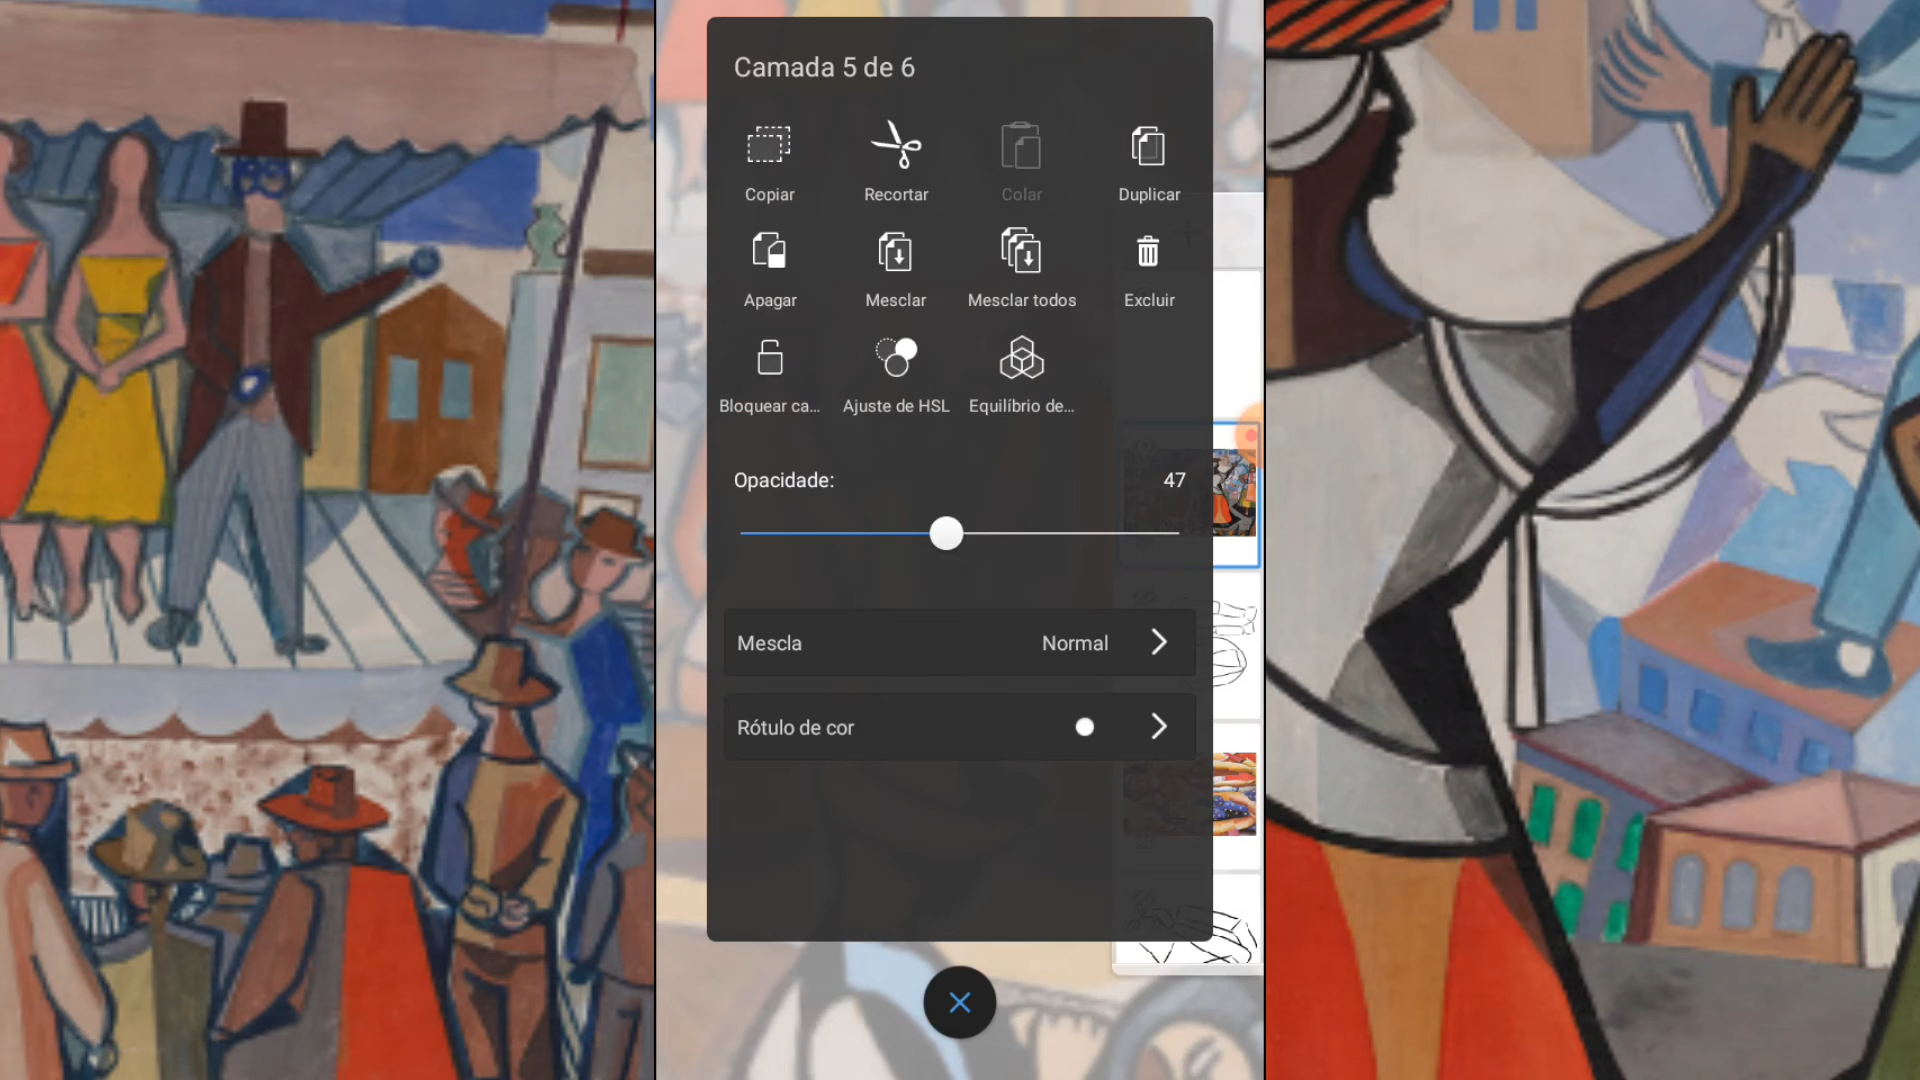 Camada 5 de 6
Copiar
Recortar
Colar
Duplicar
Apagar
Mesclar
Mesclar todos
Excluir
Bloquear ca...
Ajuste de HSL
Equilíbrio de...
Opacidade:
47
Mescla
Normal
Rótulo de cor